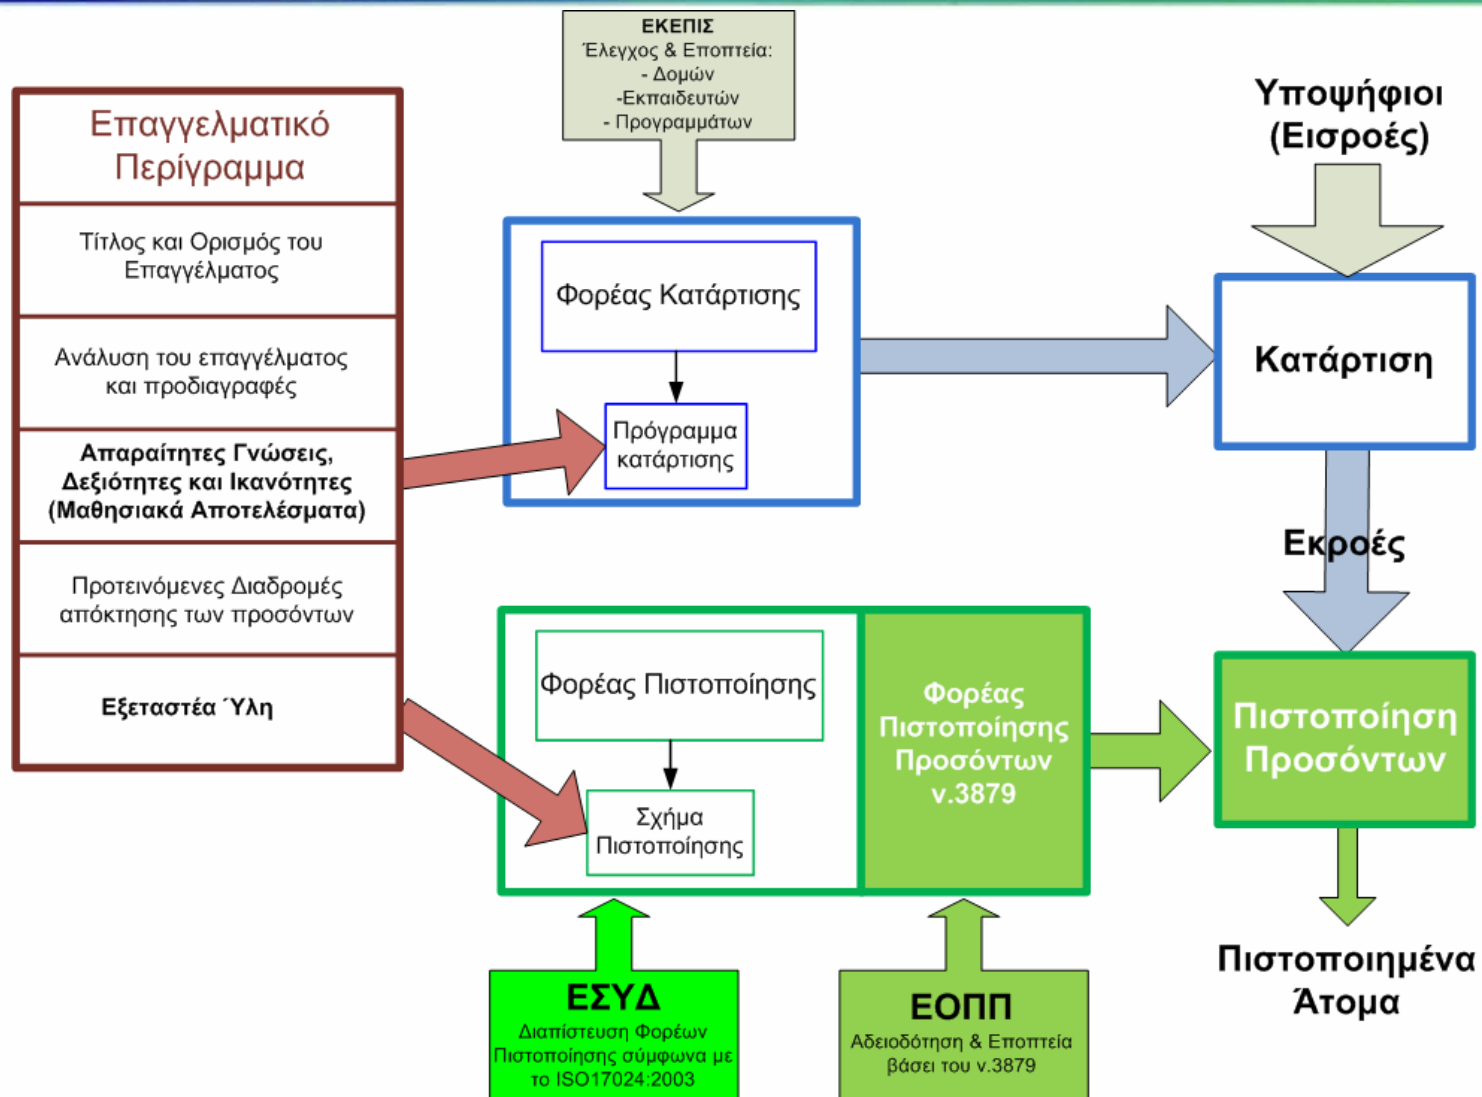 ΕΚΕΠΙΣ
Έλεγχος & Εποπτεία:
- Δομών
-Εκπαιδευτών
- Προγραμμάτων
Υποψήφιοι
(Εισροές)
Επαγγελματικό
Περίγραμμα
Τίτλος και Ορισμός του
Επαγγέλματος
Ανάλυση του επαγγέλματος
και προδιαγραφές
Απαραίτητες Γνώσεις,
Δεξιότητες και Ικανότητες
(Μαθησιακά Αποτελέσματα)
Προτεινόμενες Διαδρομές
απόκτησης των προσόντων
Εξεταστέα Ύλη
Φορέας Κατάρτισης
Πρόγραμμα
κατάρτισης
Κατάρτιση
Εκροές
Φορέας Πιστοποίησης
Σχήμα
Πιστοποίησης
Φορέας
Πιστοποίησης
Προσόντων
ν.3879
Πιστοποίηση
Προσόντων
Πιστοποιημένα
Άτομα
ΕΣΥΔ
Διαπίστευση Φορέων
Πιστοποίησης σύμφωνα με
το ISO17024:2003
ΕΟΠΠ
Αδειοδότηση & Εποπτεία
βάσει του ν.3879